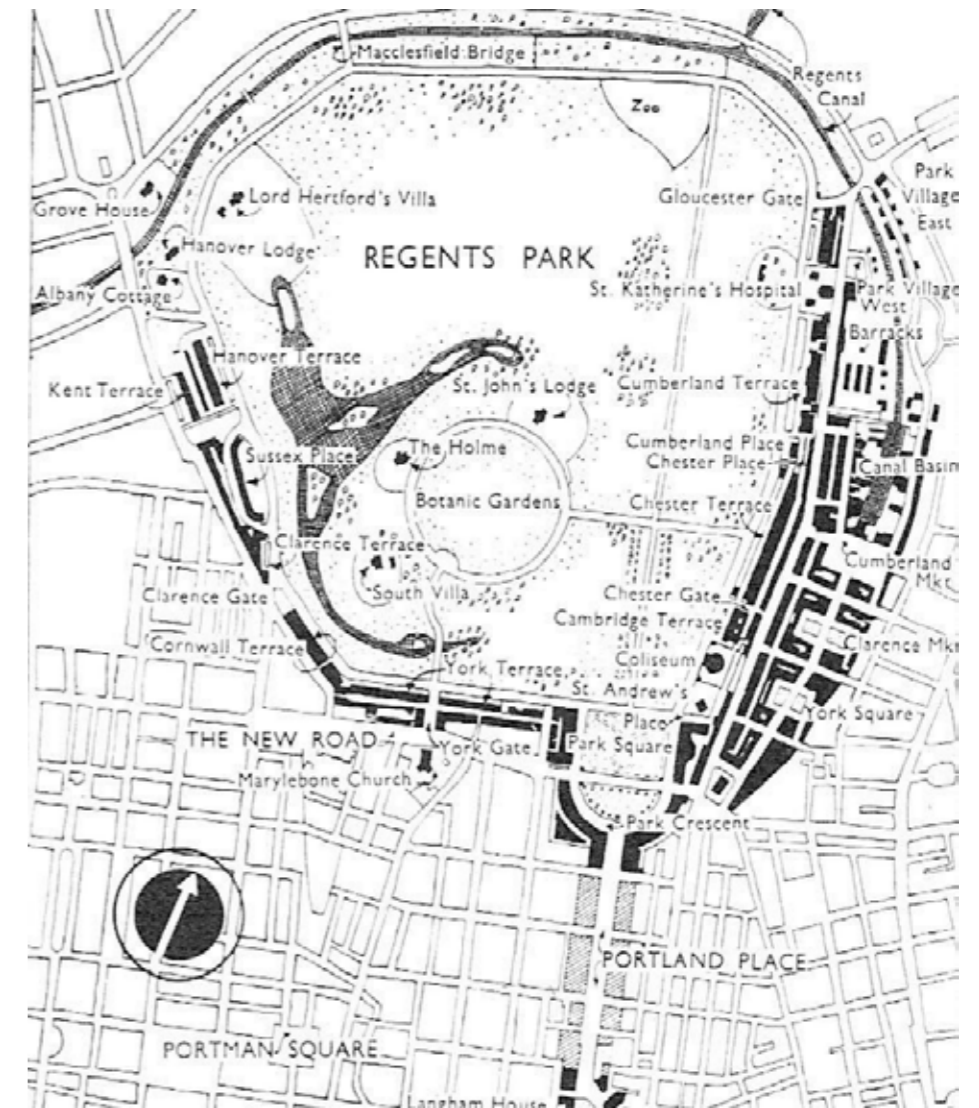 Macclesfield Bridge
Regents
Canal
Zoo
Park
Village
East
Grove House
Lord Hertford's Villa
Gloucester Gate
Hanover Lodge
REGENTS PARK
Albany Cottage
St. Katherine's Hospital
Park Village
West
Barracks
Hanover Terrace
Kent Terrace
St. John's Lodge
Cumberland Terrace
Sussex Place
The Holme
Cumberland Place
Chester Place
Canal Basin
Botanic Gardens
Chester Terrace
Clarence Terrace
Cumberland
Mkt
South Villa
Clarence Gate
Chester Gate
Cambridge Terrace
Cornwall Terrace
Clarence Mkt
Coliseum
York Terrace
St. Andrew's
Place
York Square
THE NEW ROAD
York Gate
Park Square
Marylebone Church
Park Crescent
PORTLAND PLACE
PORTMAN SQUARE
Langham House